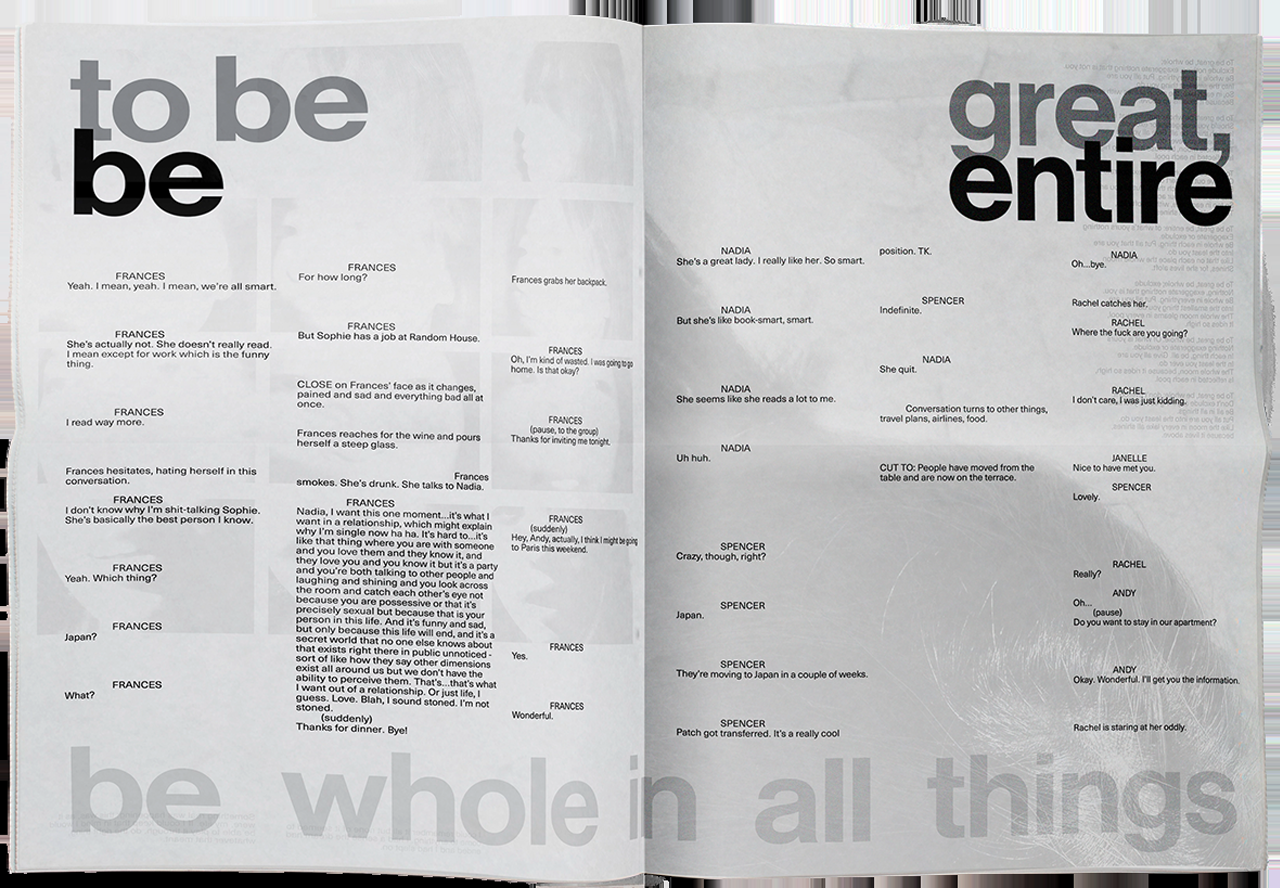 to be
be
great,
entire
FRANCES
Yeah. I mean, yeah. I mean, we're all smart.
FRANCES
She's actually not. She doesn't really read.
I mean except for work which is the funny
thing.
FRANCES
I read way more.
Frances hesitates, hating herself in this
conversation.
FRANCES
I don't know why I'm shit-talking Sophie.
She's basically the best person I know.
FRANCES
Yeah. Which thing?
FRANCES
Japan?
FRANCES
What?
FRANCES
For how long?
FRANCES
But Sophie has a job at Random House.
CLOSE on Frances' face as it changes,
pained and sad and everything bad all at
once.
Frances reaches for the wine and pours
herself a steep glass.
Frances
smokes. She's drunk. She talks to Nadia.
FRANCES
Nadia, I want this one moment...it's what I
want in a relationship, which might explain
why I'm single now ha ha. It's hard to...it's
like that thing where you are with someone
and you love them and they know it, and
they love you and you know it but it's a party
and you're both talking to other people and
laughing and shining and you look across
the room and catch each other's eye not
because you are possessive or that it's
precisely sexual but because that is your
person in this life. And it's funny and sad,
but only because this life will end, and it's a
secret world that no one else knows about
that exists right there in public unnoticed -
sort of like how they say other dimensions
exist all around us but we don't have the
ability to perceive them. That's...that's what
I want out of a relationship. Or just life, I
guess. Love. Blah, I sound stoned. I'm not
stoned.
(suddenly)
Thanks for dinner. Bye!
Frances grabs her backpack.
FRANCES
Oh, I'm kind of wasted. I was going to go
home. Is that okay?
FRANCES
(pause, to the group)
Thanks for inviting me tonight.
FRANCES
(suddenly)
Hey, Andy, actually, I think I might be going
to Paris this weekend.
FRANCES
Yes.
FRANCES
Wonderful.
NADIA
She's a great lady. I really like her. So smart.
NADIA
But she's like book-smart, smart.
NADIA
She seems like she reads a lot to me.
NADIA
Uh huh.
SPENCER
Crazy, though, right?
SPENCER
Japan.
SPENCER
They're moving to Japan in a couple of weeks.
SPENCER
Patch got transferred. It's a really cool
position. TK.
SPENCER
Indefinite.
NADIA
She quit.
Conversation turns to other things,
travel plans, airlines, food.
CUT TO: People have moved from the
table and are now on the terrace.
NADIA
Oh...bye.
Rachel catches her.
RACHEL
Where the fuck are you going?
RACHEL
I don't care, I was just kidding.
JANELLE
Nice to have met you.
SPENCER
Lovely.
RACHEL
Really?
ANDY
Oh...
(pause)
Do you want to stay in our apartment?
ANDY
Okay. Wonderful. I'll get you the information.
Rachel is staring at her oddly.
be whole in all things